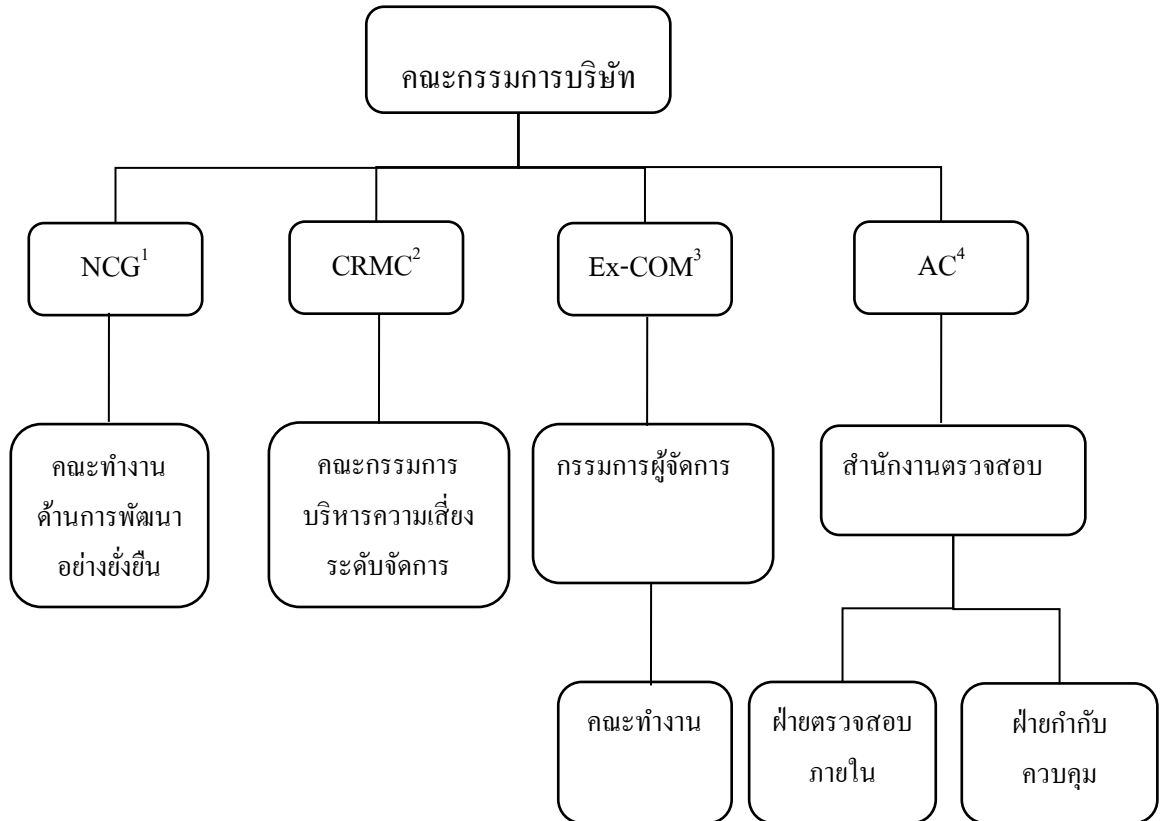 คณะกรรมการบริษัท
NCG¹
CRMC²
Ex-COM³
AC⁴
คณะทำงาน
ด้านการพัฒนา
อย่างยั่งยืน
คณะกรรมการ
บริหารความเสี่ยง
ระดับจัดการ
กรรมการผู้จัดการ
สำนักงานตรวจสอบ
คณะทำงาน
ฝ่ายตรวจสอบ
ภายใน
ฝ่ายกำกับ
ควบคุม